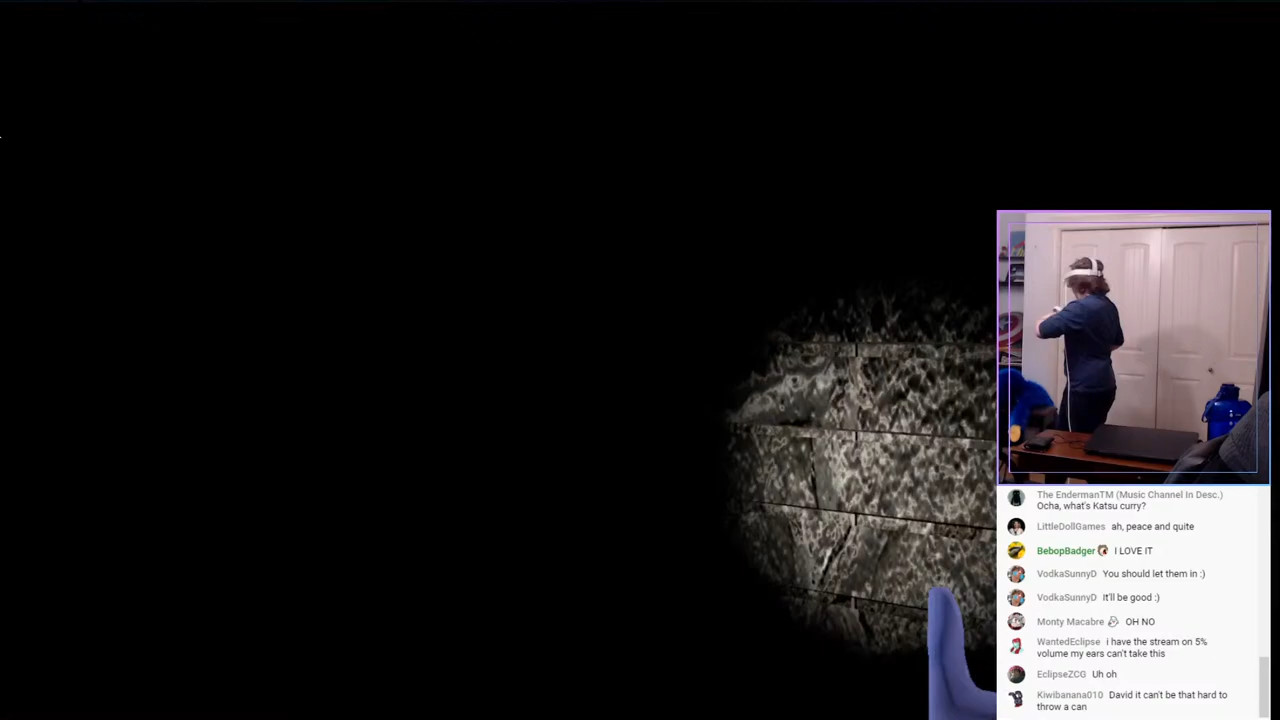 The EndermanTM (Music Channel In Desc.)
Ocha, what's Katsu curry?
LittleDollGames ah, peace and quite
BebopBadger I LOVE IT
VodkaSunnyD You should let them in :)
VodkaSunnyD It'll be good :)
Monty Macabre OH NO
WantedEclipse i have the stream on 5%
volume my ears can't take this
EclipseZCG Uh oh
Kiwibanana010 David it can't be that hard to
throw a can